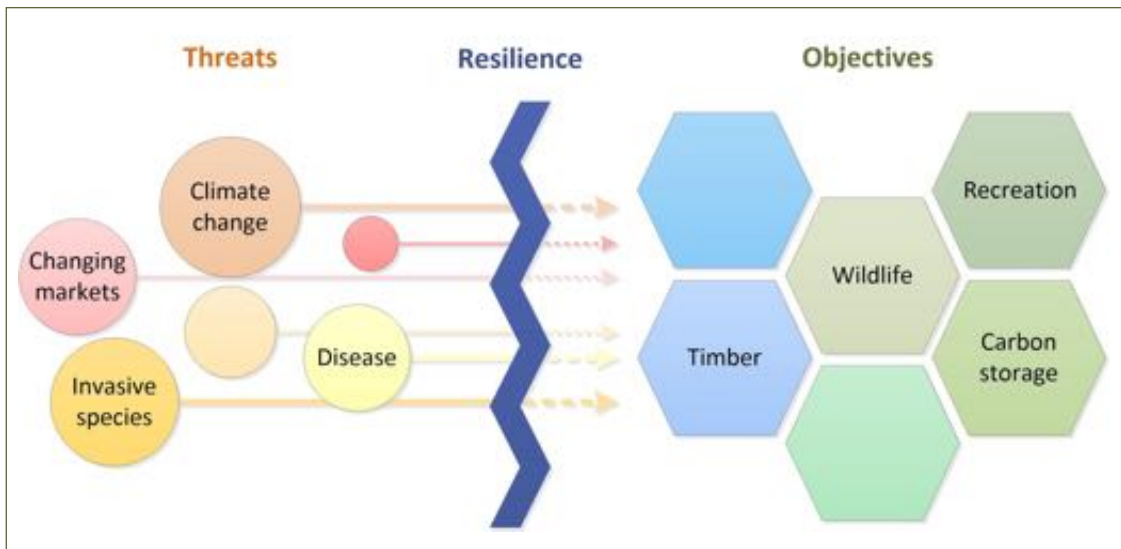 Threats
Resilience
Objectives
Climate
change
Changing
markets
Disease
Invasive
species
Recreation
Wildlife
Timber
Carbon
storage